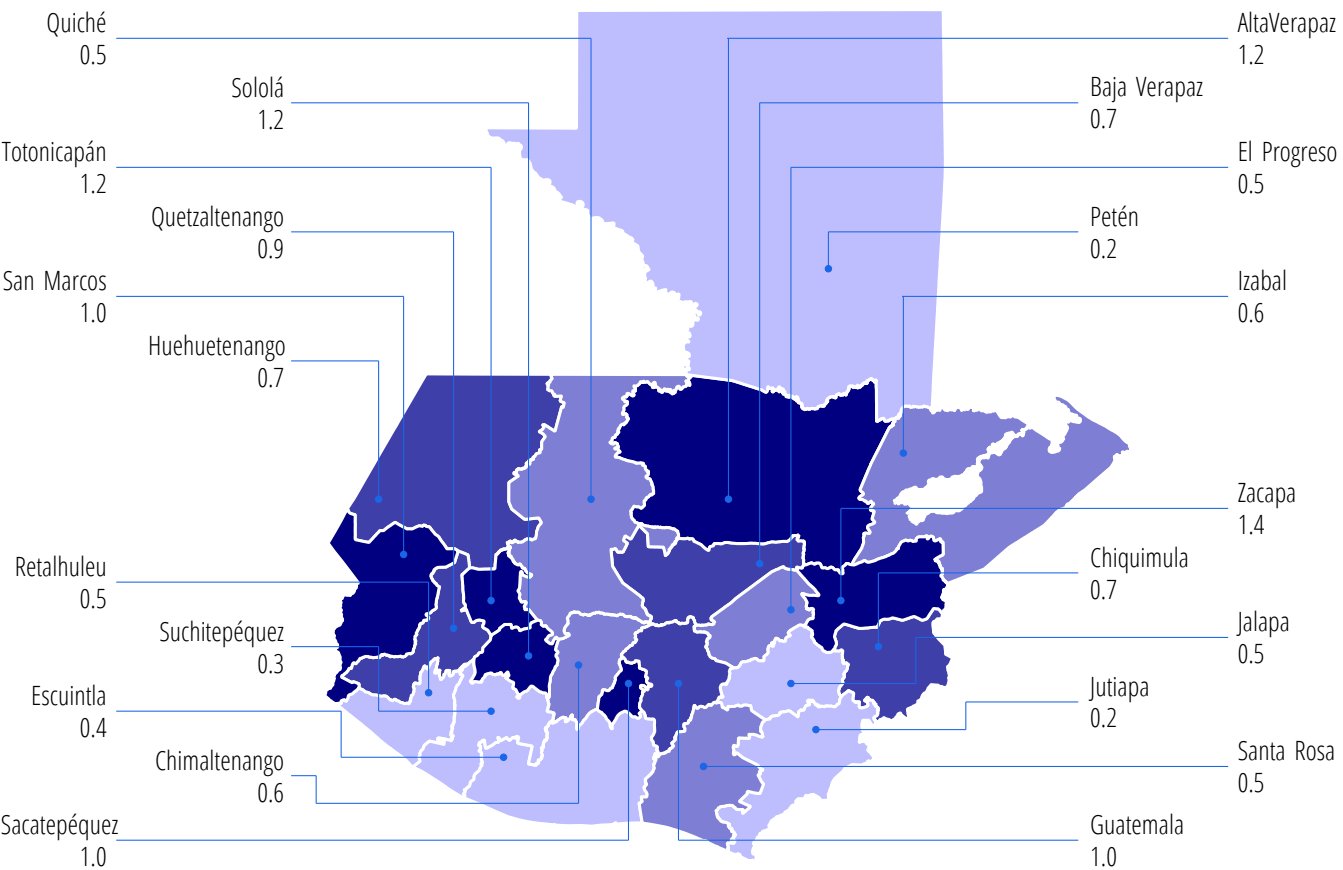 Quiché
0.5
Sololá
1.2
Totonicapán
1.2
Quetzaltenango
0.9
San Marcos
1.0
Huehuetenango
0.7
Retalhuleu
0.5
Suchitepéquez
0.3
Escuintla
0.4
Chimaltenango
0.6
Sacatepéquez
1.0
AltaVerapaz
1.2
Baja Verapaz
0.7
El Progreso
0.5
Petén
0.2
Izabal
0.6
Zacapa
1.4
Chiquimula
0.7
Jalapa
0.5
Jutiapa
0.2
Santa Rosa
0.5
Guatemala
1.0